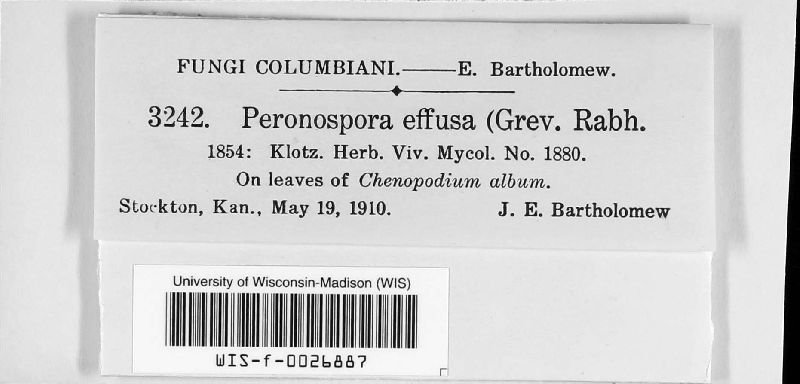 FUNGI COLUMBIANI.——E. Bartholomew.
3242. Peronospora effusa (Grev. Rabh.
1854: Klotz. Herb. Viv. Mycol. No. 1880.
On leaves of Chenopodium album.
Stockton, Kan., May 19, 1910. J. E. Bartholomew
University of Wisconsin-Madison (WIS)
WIS-f-0026887